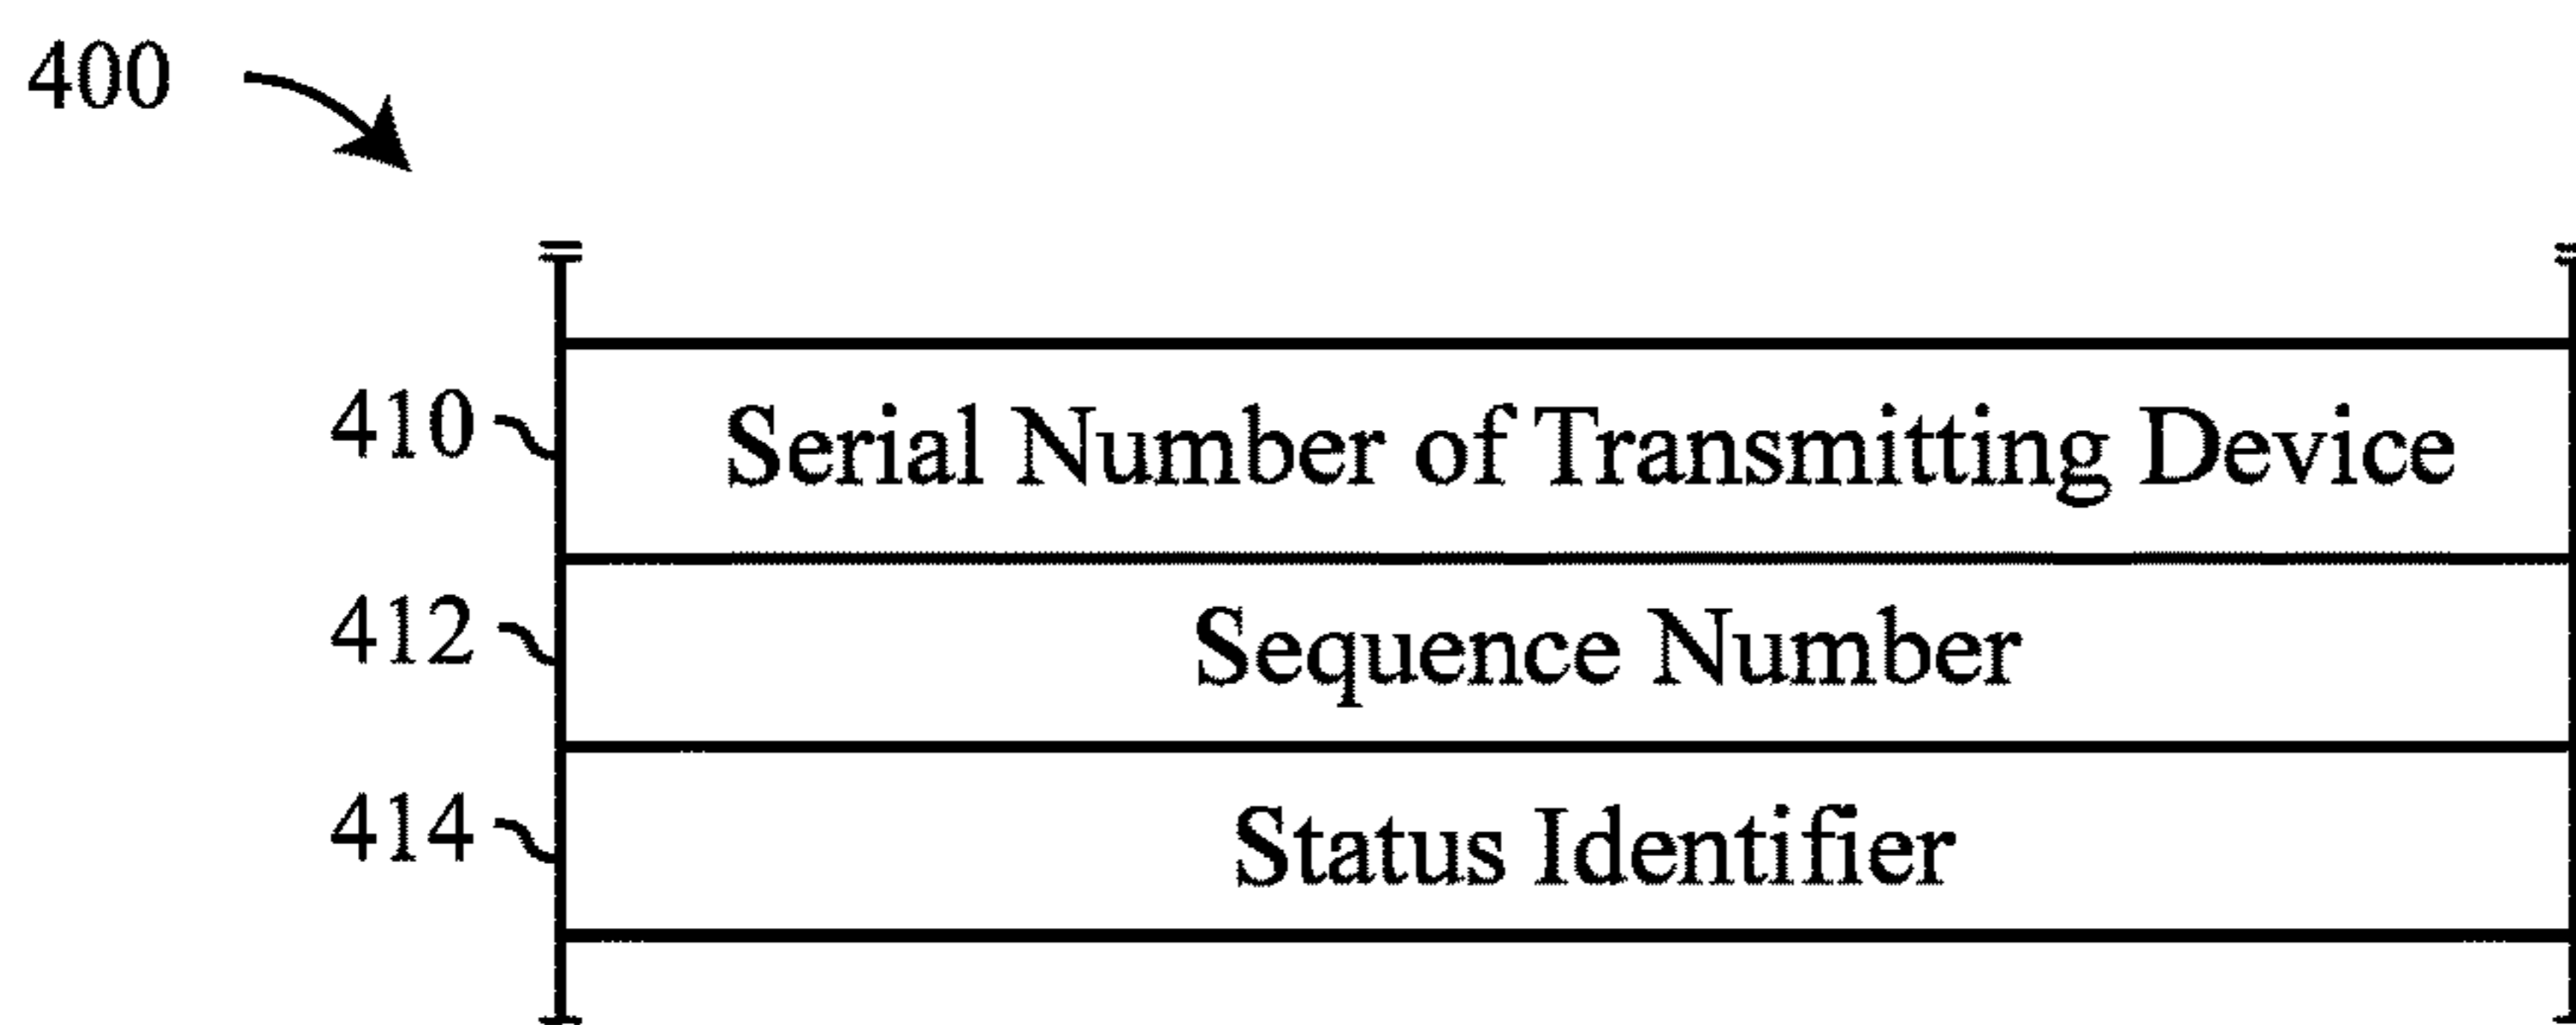 400
410 Serial Number of Transmitting Device
412 Sequence Number
414 Status Identifier